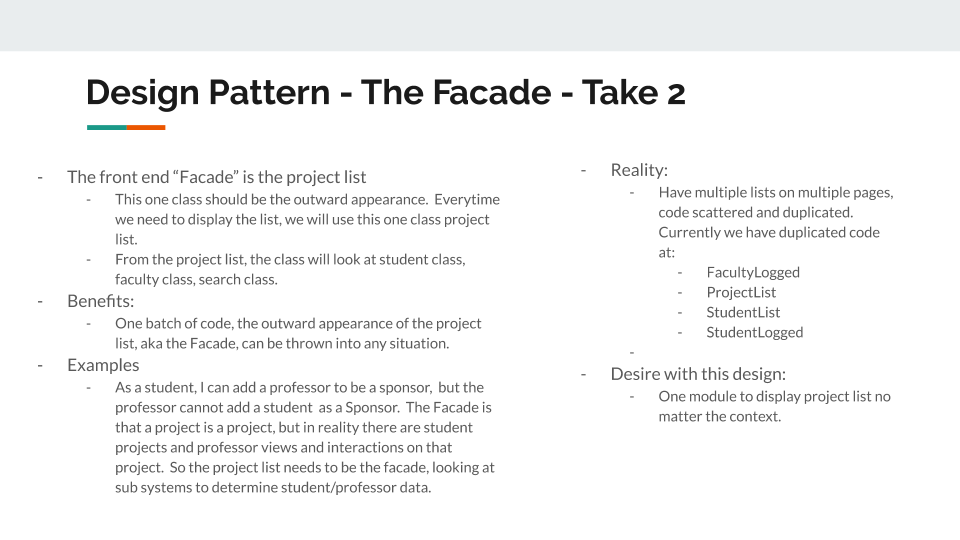 Design Pattern - The Facade - Take 2
- The front end “Facade” is the project list
- This one class should be the outward appearance.  Everytime
we need to display the list, we will use this one class project
list.
- From the project list, the class will look at student class,
faculty class, search class.
- Benefits:
- One batch of code, the outward appearance of the project
list, aka the Facade, can be thrown into any situation.
- Examples
- As a student, I can add a professor to be a sponsor,  but the
professor cannot add a student  as a Sponsor.  The Facade is
that a project is a project, but in reality there are student
projects and professor views and interactions on that
project.  So the project list needs to be the facade, looking at
sub systems to determine student/professor data.
- Reality:
- Have multiple lists on multiple pages,
code scattered and duplicated.
Currently we have duplicated code
at:
- FacultyLogged
- ProjectList
- StudentList
- StudentLogged
-
- Desire with this design:
- One module to display project list no
matter the context.